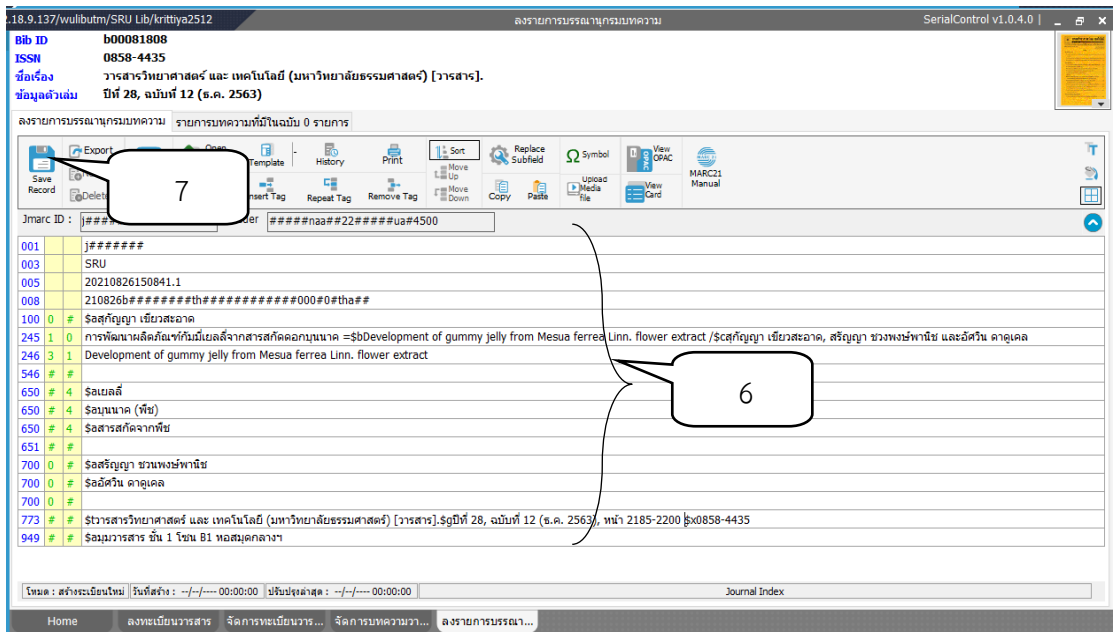 .18.9.137/wulibutm/SRU Lib/krittiya2512 ลงรายการบรรณานุกรมบทความ SerialControl v1.0.4.0 |
Bib ID b00081808
ISSN 0858-4435
ชื่อเรื่อง วารสารวิทยาศาสตร์ และ เทคโนโลยี (มหาวิทยาลัยธรรมศาสตร์) [วารสาร].
ข้อมูลตัวเล่ม ปีที่ 28, ฉบับที่ 12 (ธ.ค. 2563)
ลงรายการบรรณานุกรมบทความ รายการบทความที่มีในฉบับ 0 รายการ
Save Record
Export
Delete
Template
History
Print
Insert Tag
Repeat Tag
Remove Tag
Sort
Move Up
Move Down
Replace Subfield
Copy
Paste
Symbol
Upload Media file
View OPAC
View Card
MARC21 Manual
7
Jmarc ID : #####naa##22#####ua#4500
001 j#######
003 SRU
005 20210826150841.1
008 210826b########th############000#0#tha##
100 0 # $aสุกัญญา เขียวสะอาด
245 1 0 การพัฒนาผลิตภัณฑ์กัมมี่เยลลี่จากสารสกัดดอกบุนนาค =$bDevelopment of gummy jelly from Mesua ferrea Linn. flower extract /$cสุกัญญา เขียวสะอาด, สรัญญา ชวงพงษ์พานิช และอัศวิน ดาดูเคล
246 3 1 Development of gummy jelly from Mesua ferrea Linn. flower extract
546 # #
650 # 4 $aเยลลี่
650 # 4 $aบุนนาค (พืช)
650 # 4 $aสารสกัดจากพืช
651 # #
700 0 # $aสรัญญา ชวนพงษ์พานิช
700 0 # $aอัศวิน ดาดูเคล
700 0 #
773 # # $tวารสารวิทยาศาสตร์ และ เทคโนโลยี (มหาวิทยาลัยธรรมศาสตร์) [วารสาร].$gปีที่ 28, ฉบับที่ 12 (ธ.ค. 2563), หน้า 2185-2200 $x0858-4435
949 # # $aมุมวารสาร ชั้น 1 โซน B1 หอสมุดกลางฯ
6
โหมด : สร้างระเบียนใหม่ วันที่สร้าง : --/--/---- 00:00:00 ปรับปรุงล่าสุด : --/--/---- 00:00:00 Journal Index
Home ลงทะเบียนวารสาร จัดการทะเบียนวาร... จัดการบทความวา... ลงรายการบรรณา...